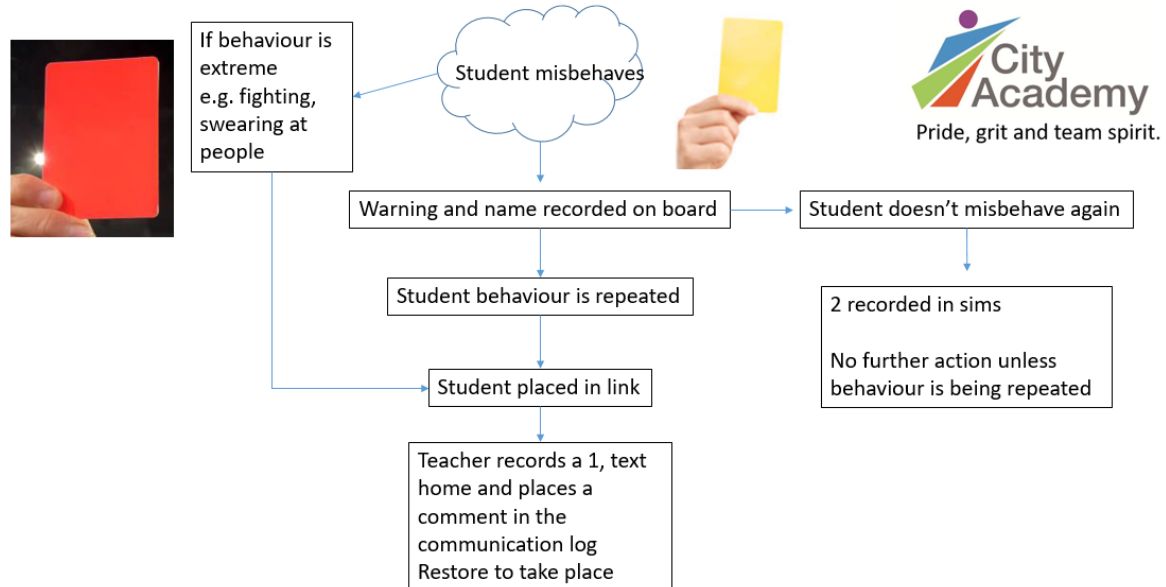 If behaviour is
extreme
e.g. fighting,
swearing at
people
Student misbehaves
City
Academy
Pride, grit and team spirit.
Warning and name recorded on board
Student doesn’t misbehave again
Student behaviour is repeated
2 recorded in sims
No further action unless
behaviour is being repeated
Student placed in link
Teacher records a 1, text
home and places a
comment in the
communication log
Restore to take place